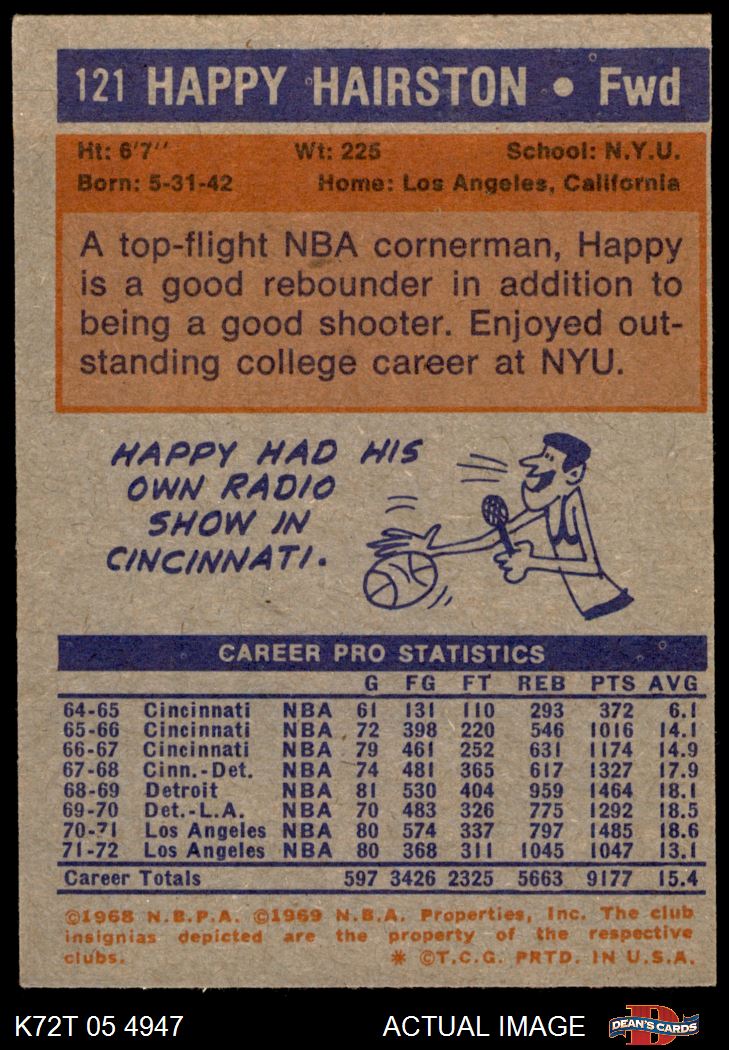 121 HAPPY HAIRSTON • Fwd
Ht: 6'7'' Wt: 225 School: N.Y.U.
Born: 5-31-42 Home: Los Angeles, California
A top-flight NBA cornerman, Happy
is a good rebounder in addition to
being a good shooter. Enjoyed out-
standing college career at NYU.
HAPPY HAD HIS
OWN RADIO
SHOW IN
CINCINNATI.
CAREER PRO STATISTICS
G FG FT REB PTS AVG
64-65 Cincinnati NBA 61 131 110 293 372 6.1
65-66 Cincinnati NBA 72 398 220 546 1016 14.1
66-67 Cincinnati NBA 79 461 252 631 1174 14.9
67-68 Cinn.-Det. NBA 74 481 365 617 1327 17.9
68-69 Detroit NBA 81 530 404 959 1464 18.1
69-70 Det.-L.A. NBA 70 483 326 775 1292 18.5
70-71 Los Angeles NBA 80 574 337 797 1485 18.6
71-72 Los Angeles NBA 80 368 311 1045 1047 13.1
Career Totals 597 3426 2325 5663 9177 15.4
©1968 N.B.P.A. ©1969 N.B.A. Properties, Inc. The club
insignias depicted are the property of the respective
clubs. * ©T.C.G. PRTD. IN U.S.A.
K72T 05 4947 ACTUAL IMAGE D DEAN'S CARDS